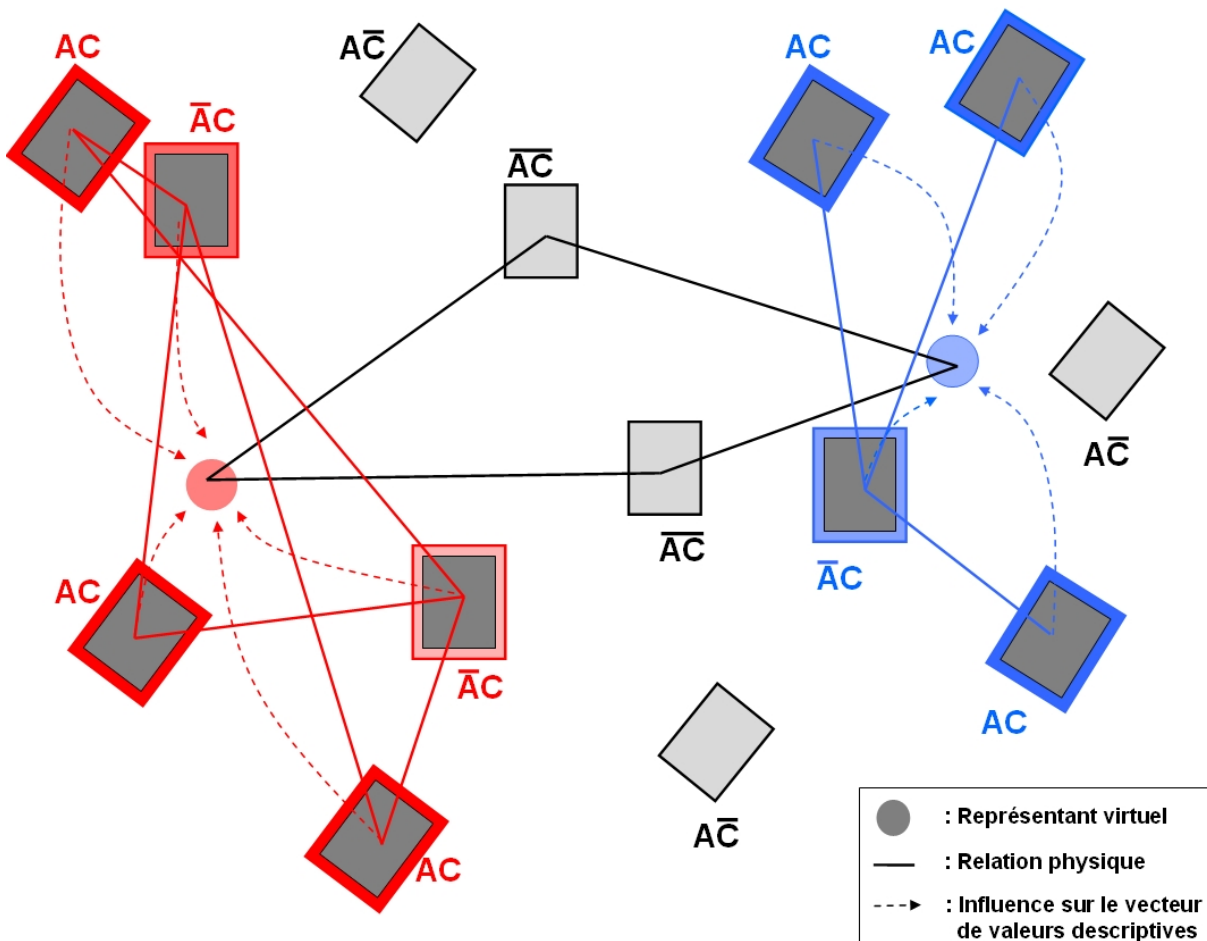 AC
A̅C
AC̅
A̅C̅
AC
AC
AC̅
A̅C̅
A̅C
AC
A̅C
AC
AC̅
AC
: Représentant virtuel
: Relation physique
: Influence sur le vecteur
de valeurs descriptives